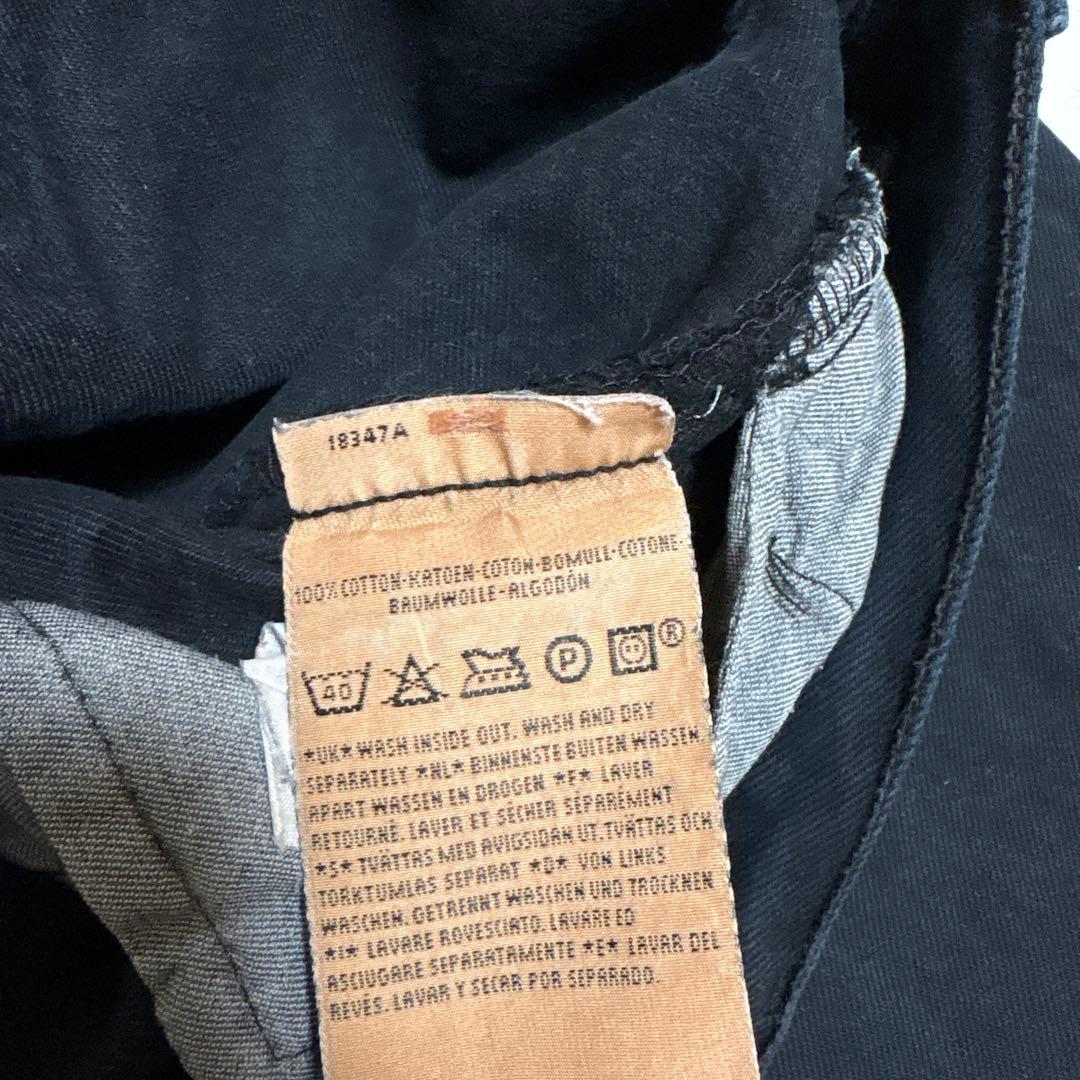 18347A
100% COTTON-KATOEN-COTON-BOMULL-COTONE-
BAUMWOLLE-ALGODÓN
40 P ®
*UK* WASH INSIDE OUT. WASH AND DRY
SEPARATELY *NL* BINNENSTE BUITEN WASSEN.
APART WASSEN EN DROGEN *F* LAVER
RETOURNE. LAVER ET SÉCHER SÉPARÉMENT
*S* TVÄTTAS MED AVIGSIDAN UT.TVÄTTAS OCH
TORKTUMLAS SEPARAT *D* VON LINKS
WASCHEN. GETRENNT WASCHEN UND TROCKNEN
*I* LAVARE ROVESCIATO. LAVARE ED
ASCIUGARE SEPARATAMENTE *E* LAVAR DEL
REVÉS. LAVAR Y SECAR POR SEPARADO.